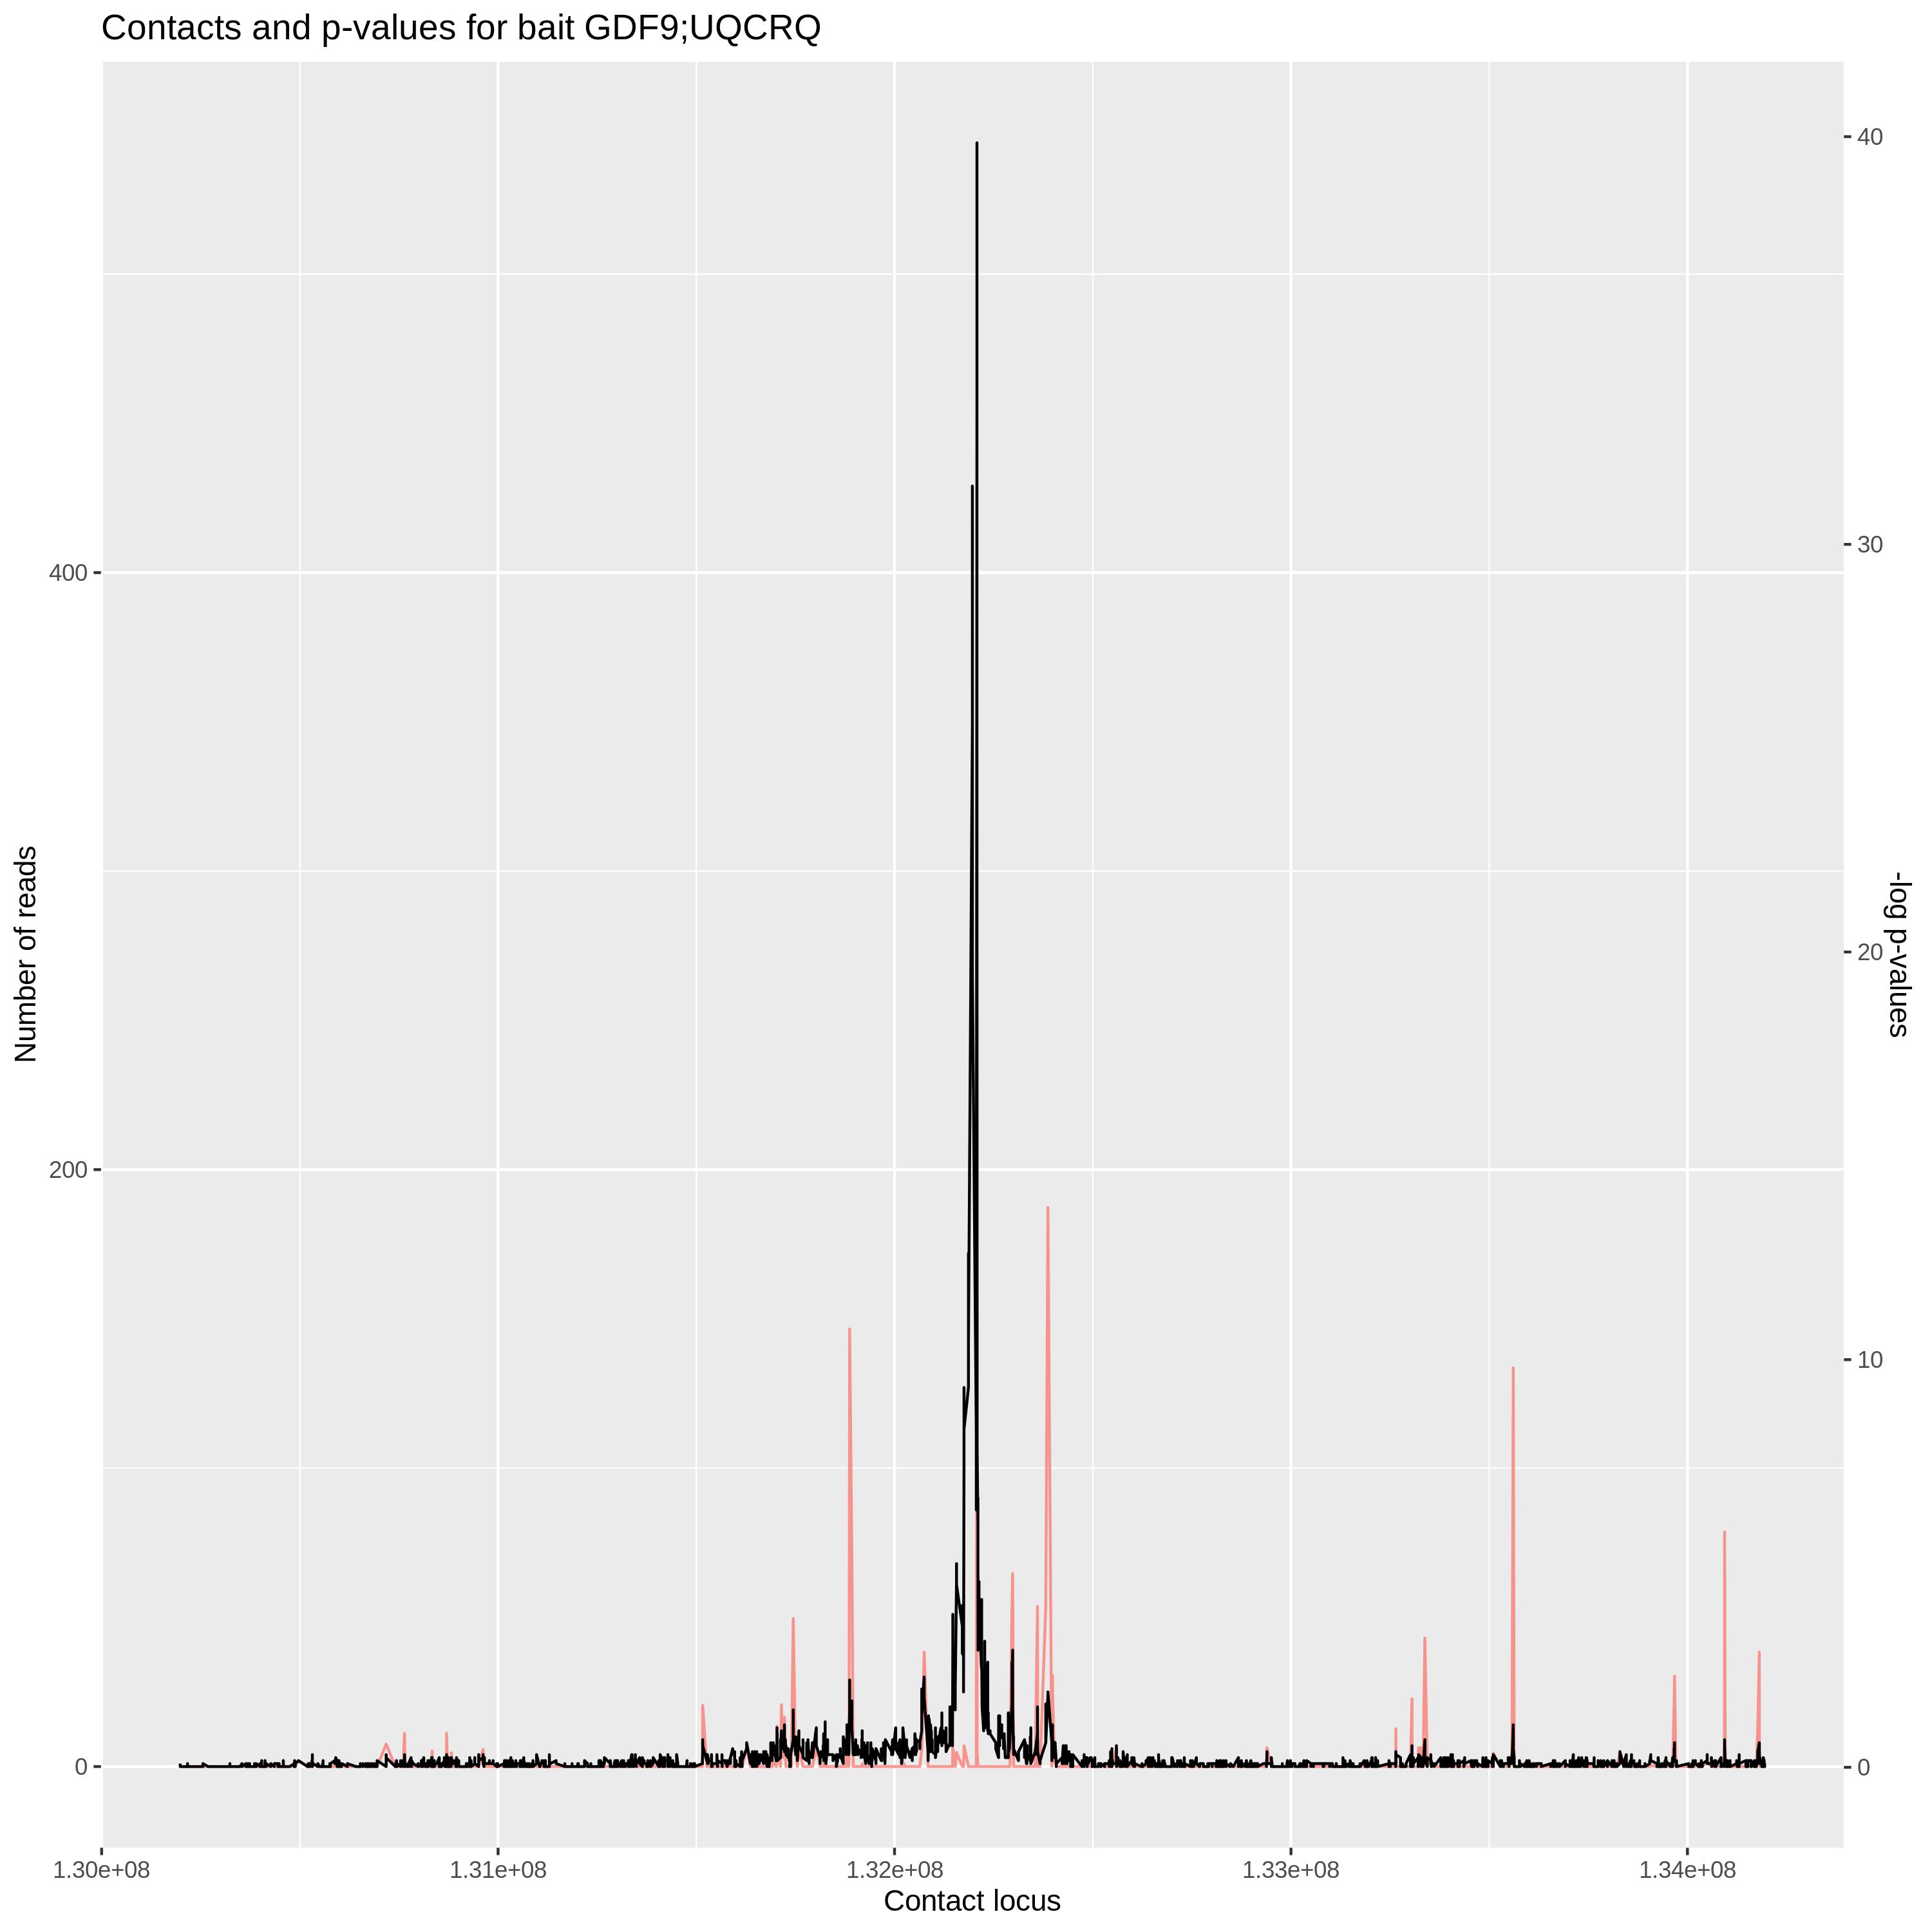 Contacts and p-values for bait GDF9;UQCRQ
Number of reads
400
200
0
40
30
20
10
0
-log p-values
1.30e+08 1.31e+08 1.32e+08 1.33e+08 1.34e+08
Contact locus